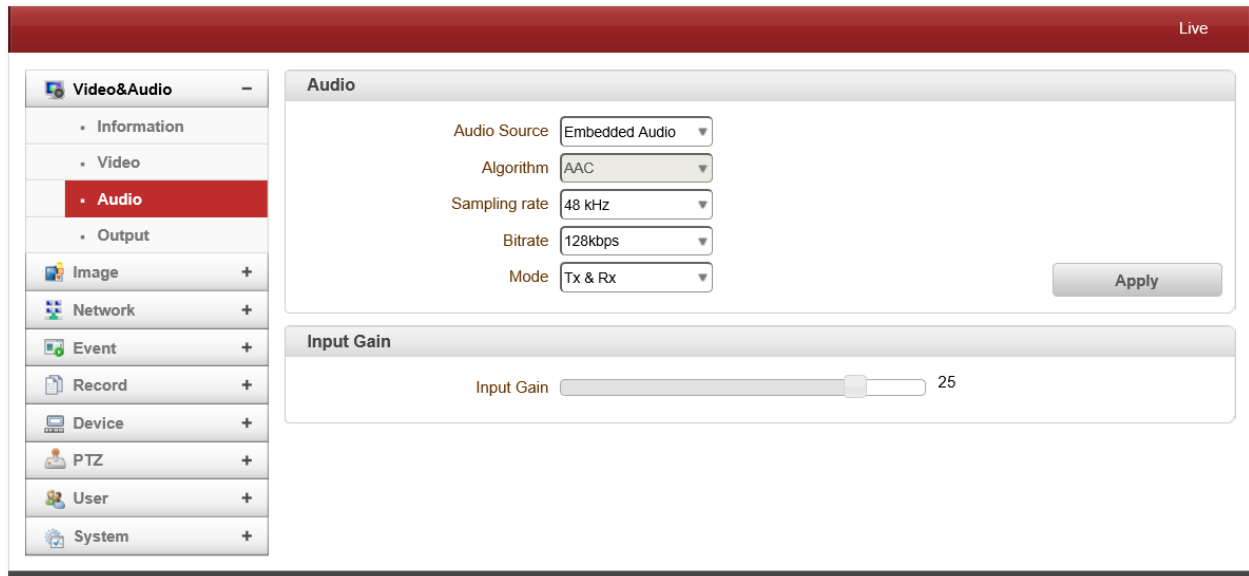 Live
Video&Audio −
Information
Video
Audio
Output
Image +
Network +
Event +
Record +
Device +
PTZ +
User +
System +
Audio
Audio Source Embedded Audio
Algorithm AAC
Sampling rate 48 kHz
Bitrate 128kbps
Mode Tx & Rx
Apply
Input Gain
Input Gain 25